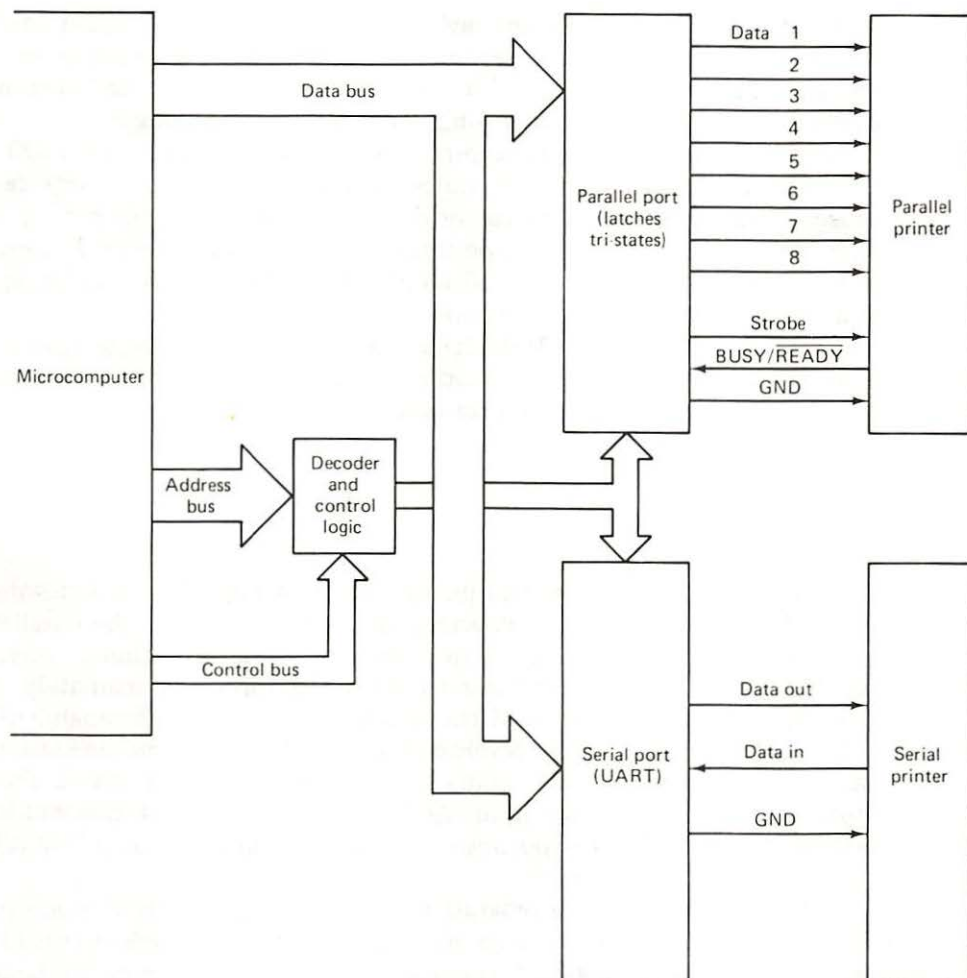 Data 1
2
3
4
5
6
7
8
Strobe
BUSY/READY
GND
Data bus
Parallel port
(latches
tri-states)
Parallel
printer
Microcomputer
Address
bus
Decoder
and
control
logic
Control bus
Data out
Data in
GND
Serial port
(UART)
Serial
printer